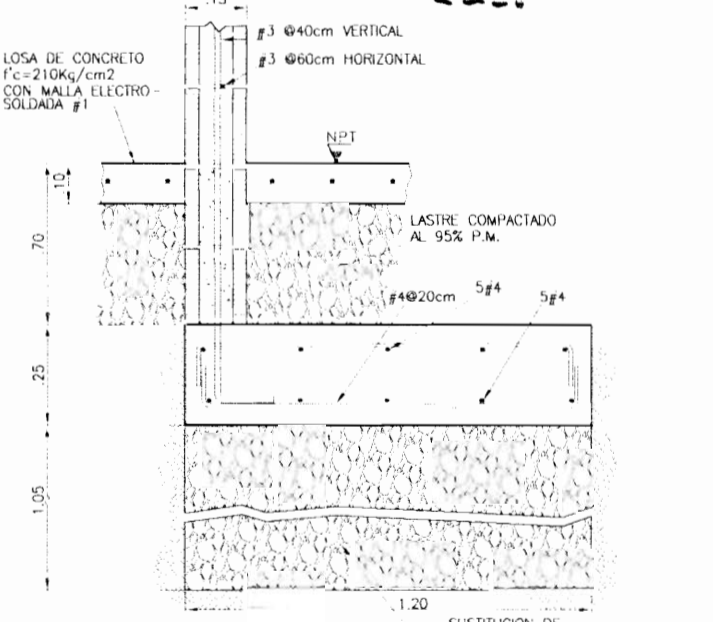 .15
#3 @40cm VERTICAL
#3 @60cm HORIZONTAL
LOSA DE CONCRETO
f'c=210Kg/cm2
CON MALLA ELECTRO-
SOLDADA #1
NPT
.10
LASTRE COMPACTADO
AL 95% P.M.
.70
#4@20cm
5#4
5#4
.25
1.05
1.20
SUSTITUCION DE